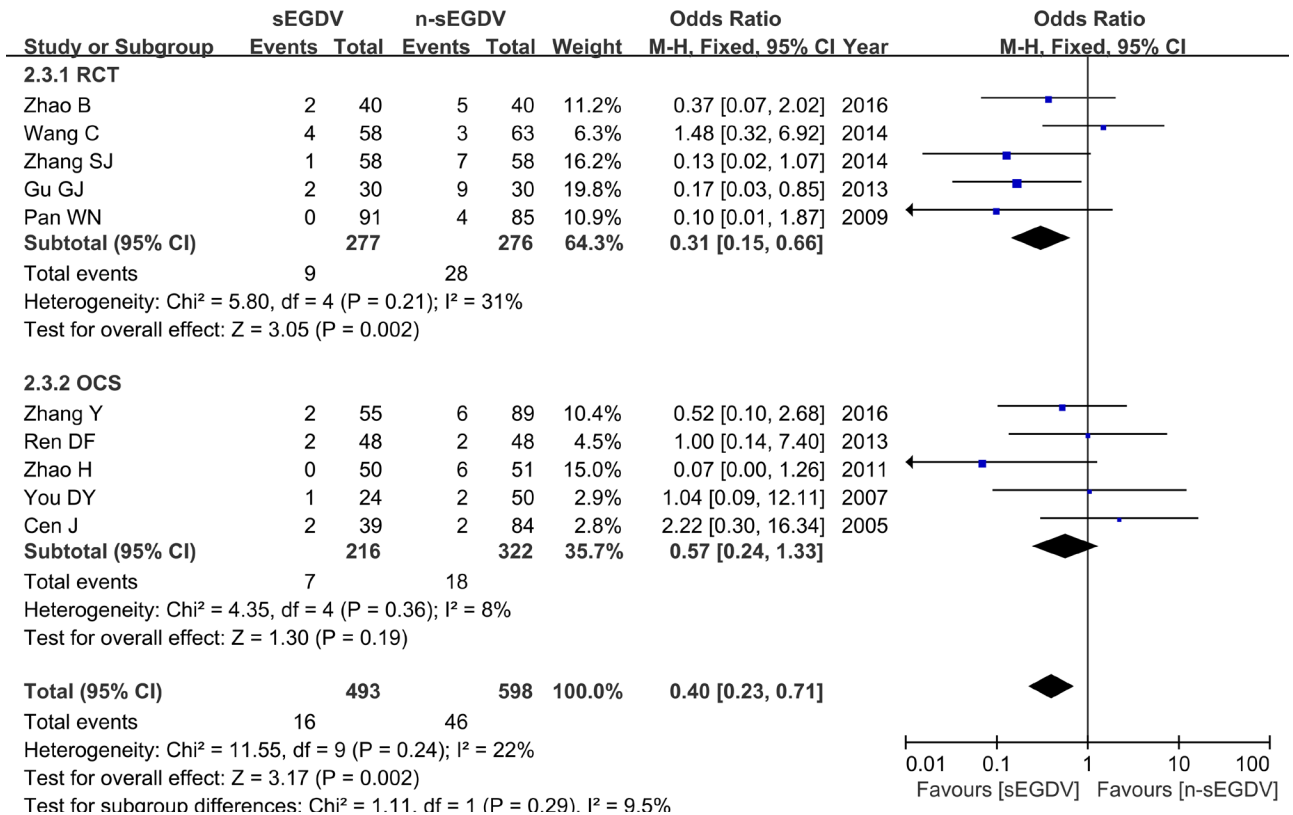 sEGDV n-sEGDV Odds Ratio Odds Ratio
Study or Subgroup Events Total Events Total Weight M-H, Fixed, 95% CI Year M-H, Fixed, 95% CI
2.3.1 RCT
Zhao B 2 40 5 40 11.2% 0.37 [0.07, 2.02] 2016
Wang C 4 58 3 63 6.3% 1.48 [0.32, 6.92] 2014
Zhang SJ 1 58 7 58 16.2% 0.13 [0.02, 1.07] 2014
Gu GJ 2 30 9 30 19.8% 0.17 [0.03, 0.85] 2013
Pan WN 0 91 4 85 10.9% 0.10 [0.01, 1.87] 2009
Subtotal (95% CI) 277 276 64.3% 0.31 [0.15, 0.66]
Total events 9 28
Heterogeneity: Chi² = 5.80, df = 4 (P = 0.21); I² = 31%
Test for overall effect: Z = 3.05 (P = 0.002)
2.3.2 OCS
Zhang Y 2 55 6 89 10.4% 0.52 [0.10, 2.68] 2016
Ren DF 2 48 2 48 4.5% 1.00 [0.14, 7.40] 2013
Zhao H 0 50 6 51 15.0% 0.07 [0.00, 1.26] 2011
You DY 1 24 2 50 2.9% 1.04 [0.09, 12.11] 2007
Cen J 2 39 2 84 2.8% 2.22 [0.30, 16.34] 2005
Subtotal (95% CI) 216 322 35.7% 0.57 [0.24, 1.33]
Total events 7 18
Heterogeneity: Chi² = 4.35, df = 4 (P = 0.36); I² = 8%
Test for overall effect: Z = 1.30 (P = 0.19)
Total (95% CI) 493 598 100.0% 0.40 [0.23, 0.71]
Total events 16 46
Heterogeneity: Chi² = 11.55, df = 9 (P = 0.24); I² = 22%
Test for overall effect: Z = 3.17 (P = 0.002)
Test for subgroup differences: Chi² = 1.11, df = 1 (P = 0.29), I² = 9.5%
0.01 0.1 1 10 100
Favours [sEGDV] Favours [n-sEGDV]